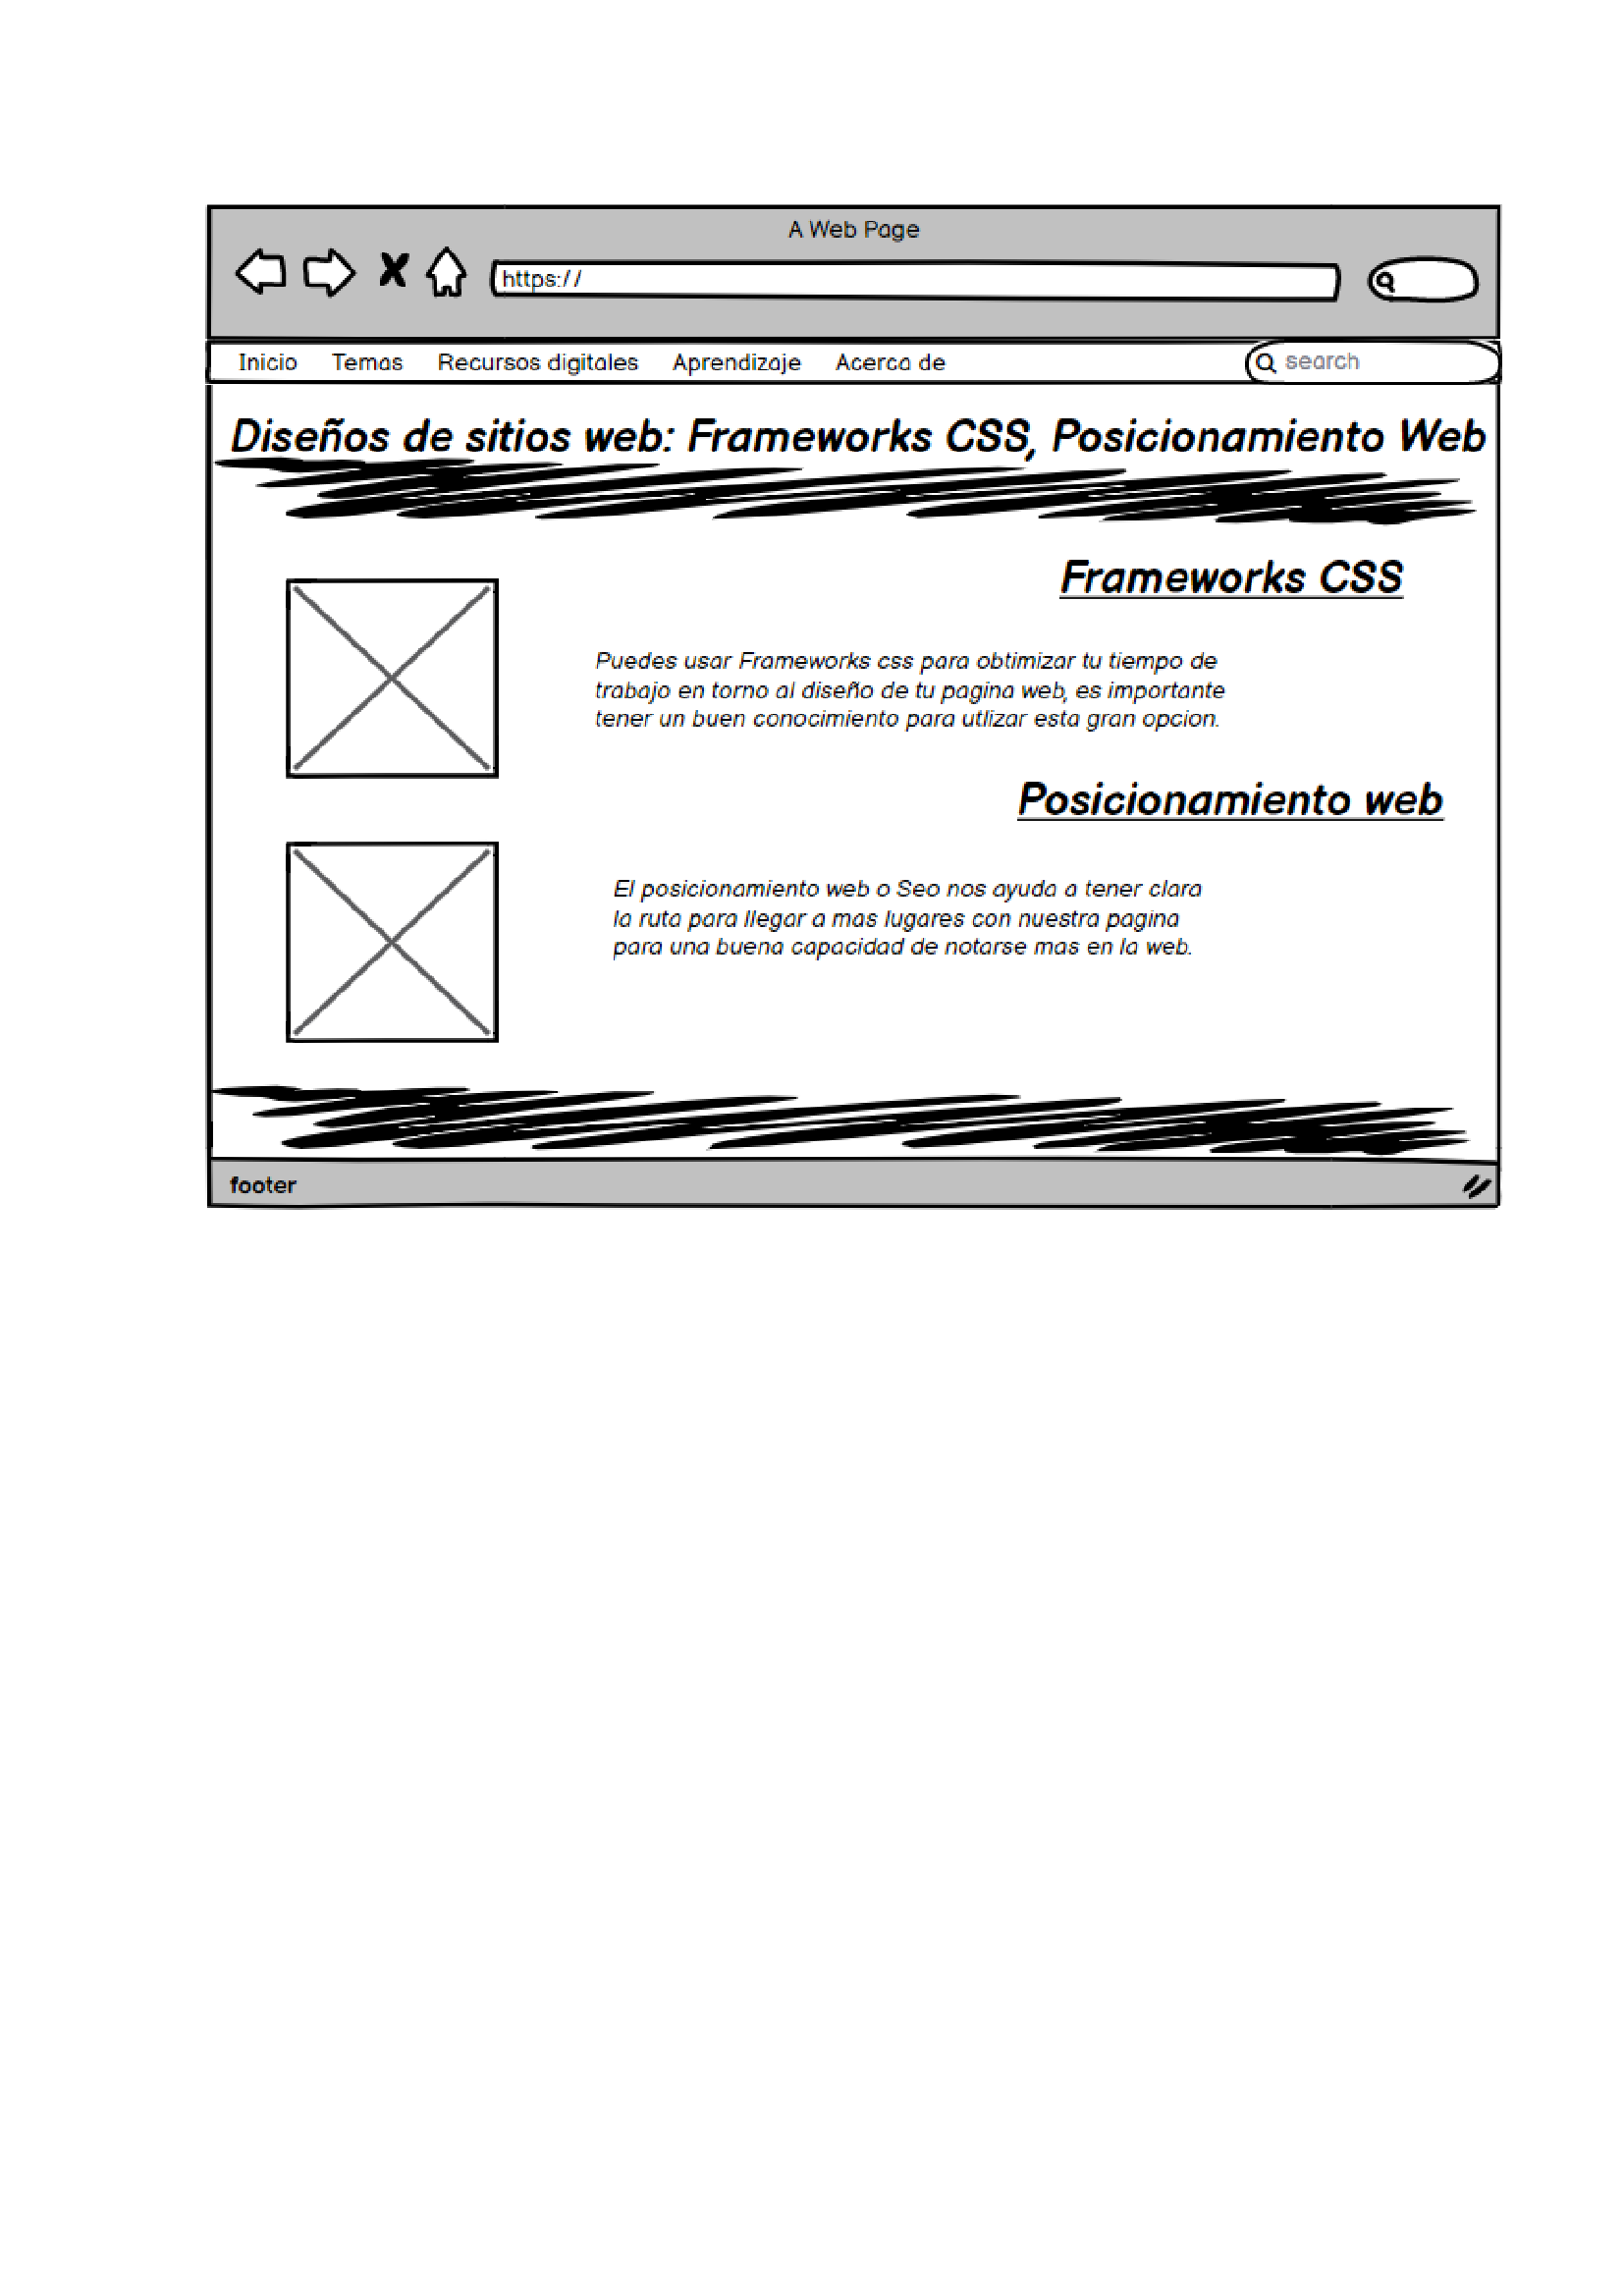 A Web Page
https://
Inicio Temas Recursos digitales Aprendizaje Acerca de search
Diseños de sitios web: Frameworks CSS, Posicionamiento Web
Frameworks CSS
Puedes usar Frameworks css para obtimizar tu tiempo de
trabajo en torno al diseño de tu pagina web, es importante
tener un buen conocimiento para utlizar esta gran opcion.
Posicionamiento web
El posicionamiento web o Seo nos ayuda a tener clara
la ruta para llegar a mas lugares con nuestra pagina
para una buena capacidad de notarse mas en la web.
footer